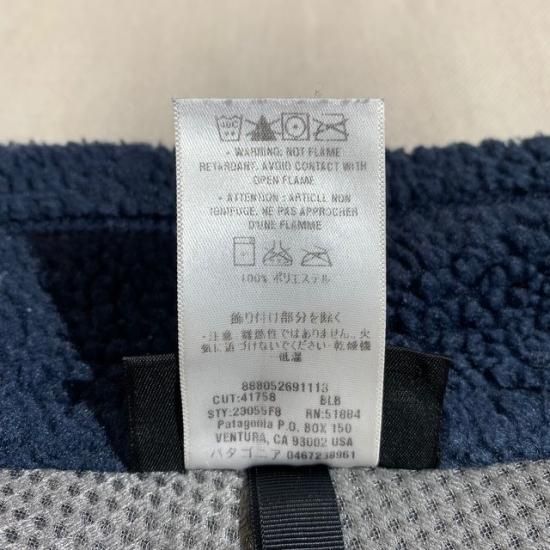 • WARNING: NOT FLAME
RETARDANT. AVOID CONTACT WITH
OPEN FLAME
• ATTENTION : ARTICLE NON
IGNIFUGE. NE PAS APPROCHER
D'UNE FLAMME
100% ポリエステル
飾り付け部分を除く
・注意：難燃性ではありません。火
気に近づけないでください・乾燥機
低温
888052691113
CUT:41758 BLB
STY:23055F8 RN:51884
Patagonia P.O. BOX 150
VENTURA, CA 93002 USA
パタゴニア 0467238961